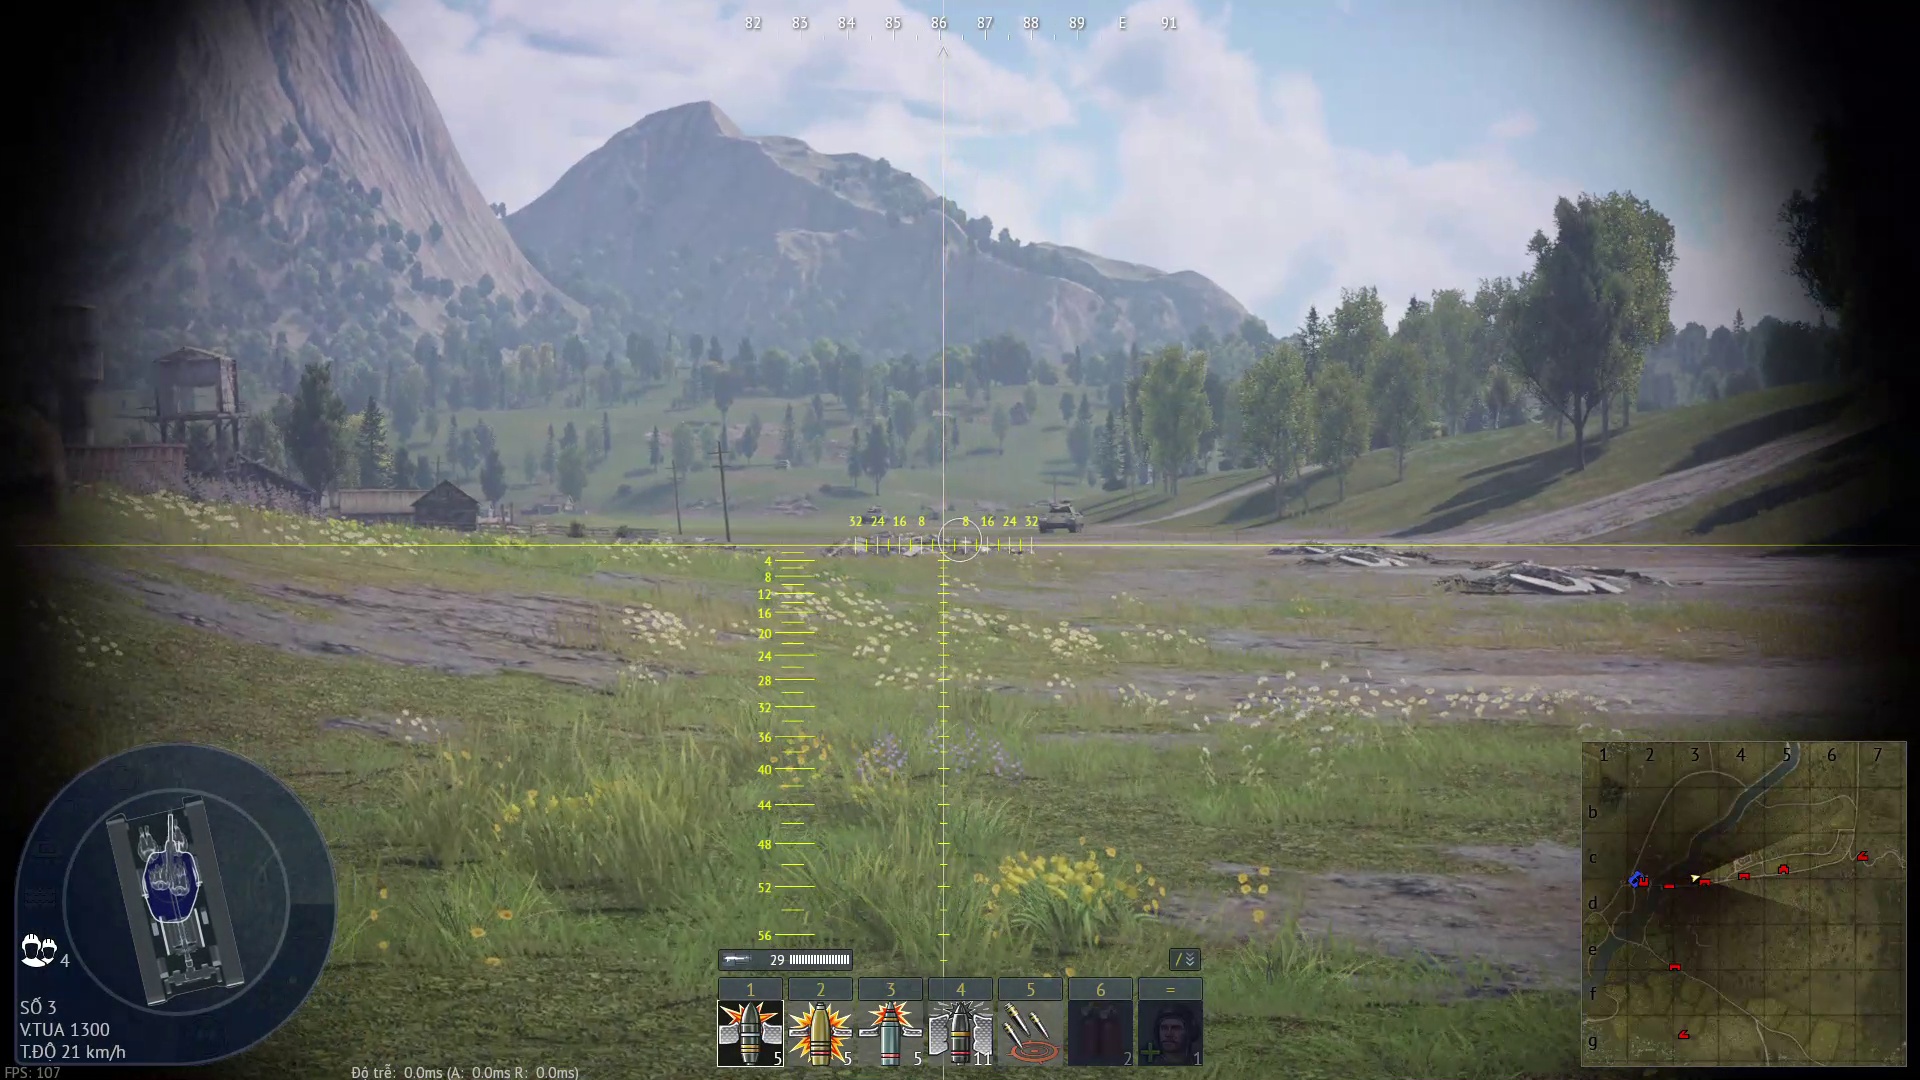 82 83 84 85 86 87 88 89 E 91
32 24 16 8 8 16 24 32
4
8
12
16
20
24
28
32
36
40
44
48
52
56
1 2 3 4 5 6 7
b
c
d
e
f
g
4
SỐ 3
V.TUA 1300
T.ĐỘ 21 km/h
FPS: 107
Độ trễ: 0.0ms (A: 0.0ms R: 0.0ms)
29
1 2 3 4 5 6 =
5 5 5 11 2 1